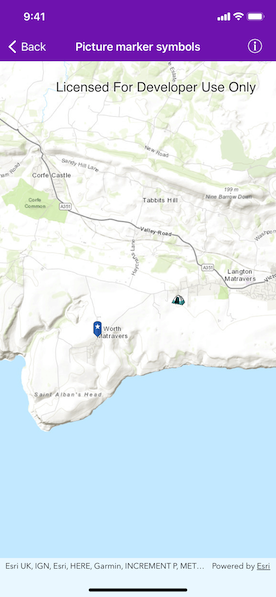 9:41
Back
Picture marker symbols
Licensed For Developer Use Only
Sandy Hill Lane
New Road
Corfe Castle
199 m
Nine Barrow Down
Corfe
Common
A351
Tabbits Hill
Valley Road
Haycrafts Lane
A351
Langton
Matravers
Worth
Matravers
Saint Alban's Head
Esri UK, IGN, Esri, HERE, Garmin, INCREMENT P, MET…
Powered by Esri